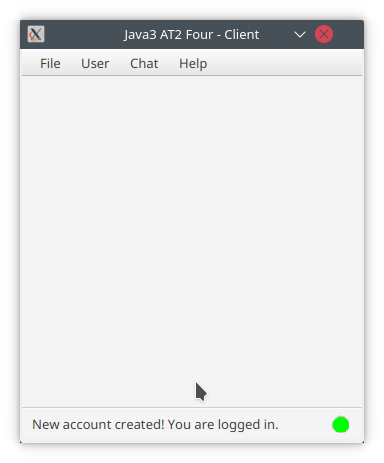 Java3 AT2 Four - Client
File User Chat Help
New account created! You are logged in.